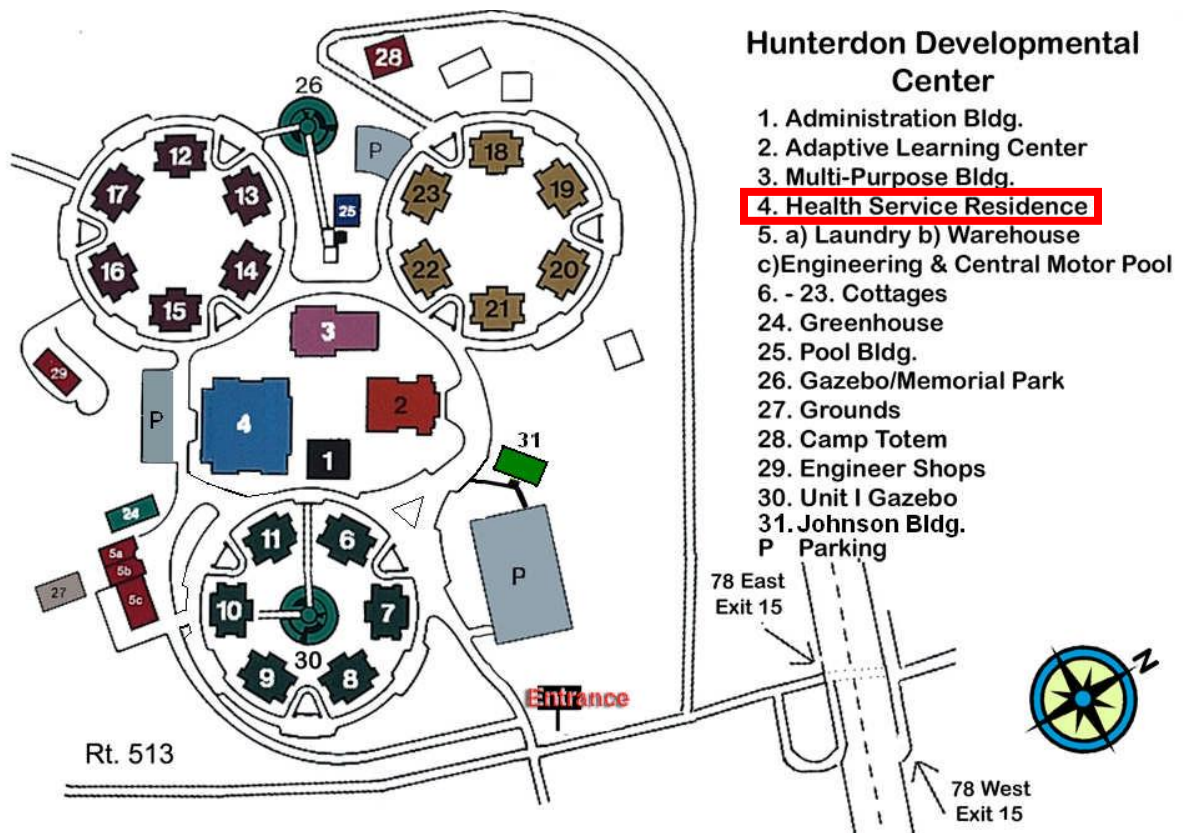 Hunterdon Developmental
Center
1. Administration Bldg.
2. Adaptive Learning Center
3. Multi-Purpose Bldg.
4. Health Service Residence
5. a) Laundry b) Warehouse
c)Engineering & Central Motor Pool
6. - 23. Cottages
24. Greenhouse
25. Pool Bldg.
26. Gazebo/Memorial Park
27. Grounds
28. Camp Totem
29. Engineer Shops
30. Unit I Gazebo
31. Johnson Bldg.
P Parking
28
26
P
12
17
13
16
14
15
25
18
23
19
22
20
21
3
29
P
4
2
1
31
24
5a
5b
5c
27
11
6
10
7
30
9
8
P
Entrance
Rt. 513
78 East
Exit 15
N
78 West
Exit 15